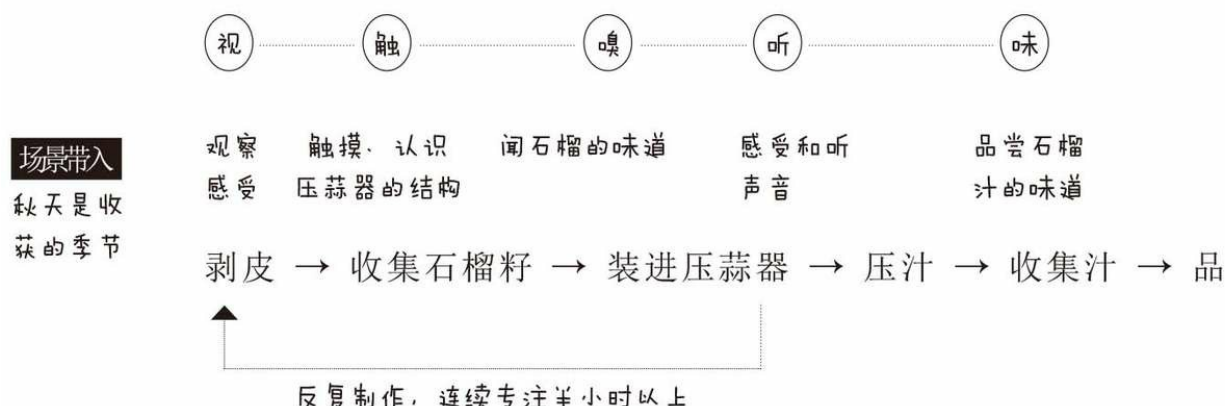 视 触 嗅 听 味
场景带入
秋天是收
获的季节
观察
感受
触摸、认识
压蒜器的结构
闻石榴的味道
感受和听
声音
品尝石榴
汁的味道
剥皮 → 收集石榴籽 → 装进压蒜器 → 压汁 → 收集汁 → 品
反复制作，连续专注半小时以上